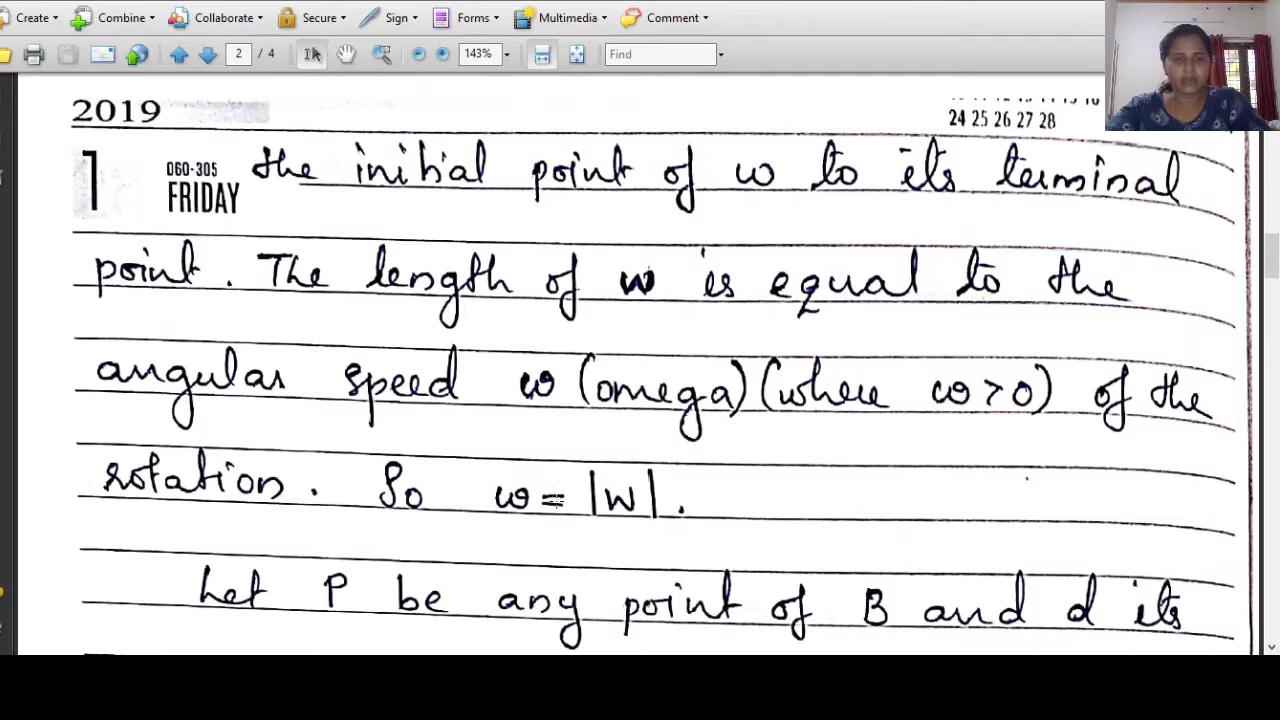 Create Combine Collaborate Secure Sign Forms Multimedia Comment
2 / 4 143% Find
2019
24 25 26 27 28
1 060-305 FRIDAY the initial point of w to its terminal
point. The length of w is equal to the
angular speed ω (omega) (where ω > 0) of the
rotation. So ω = |w|.
Let P be any point of B and d its